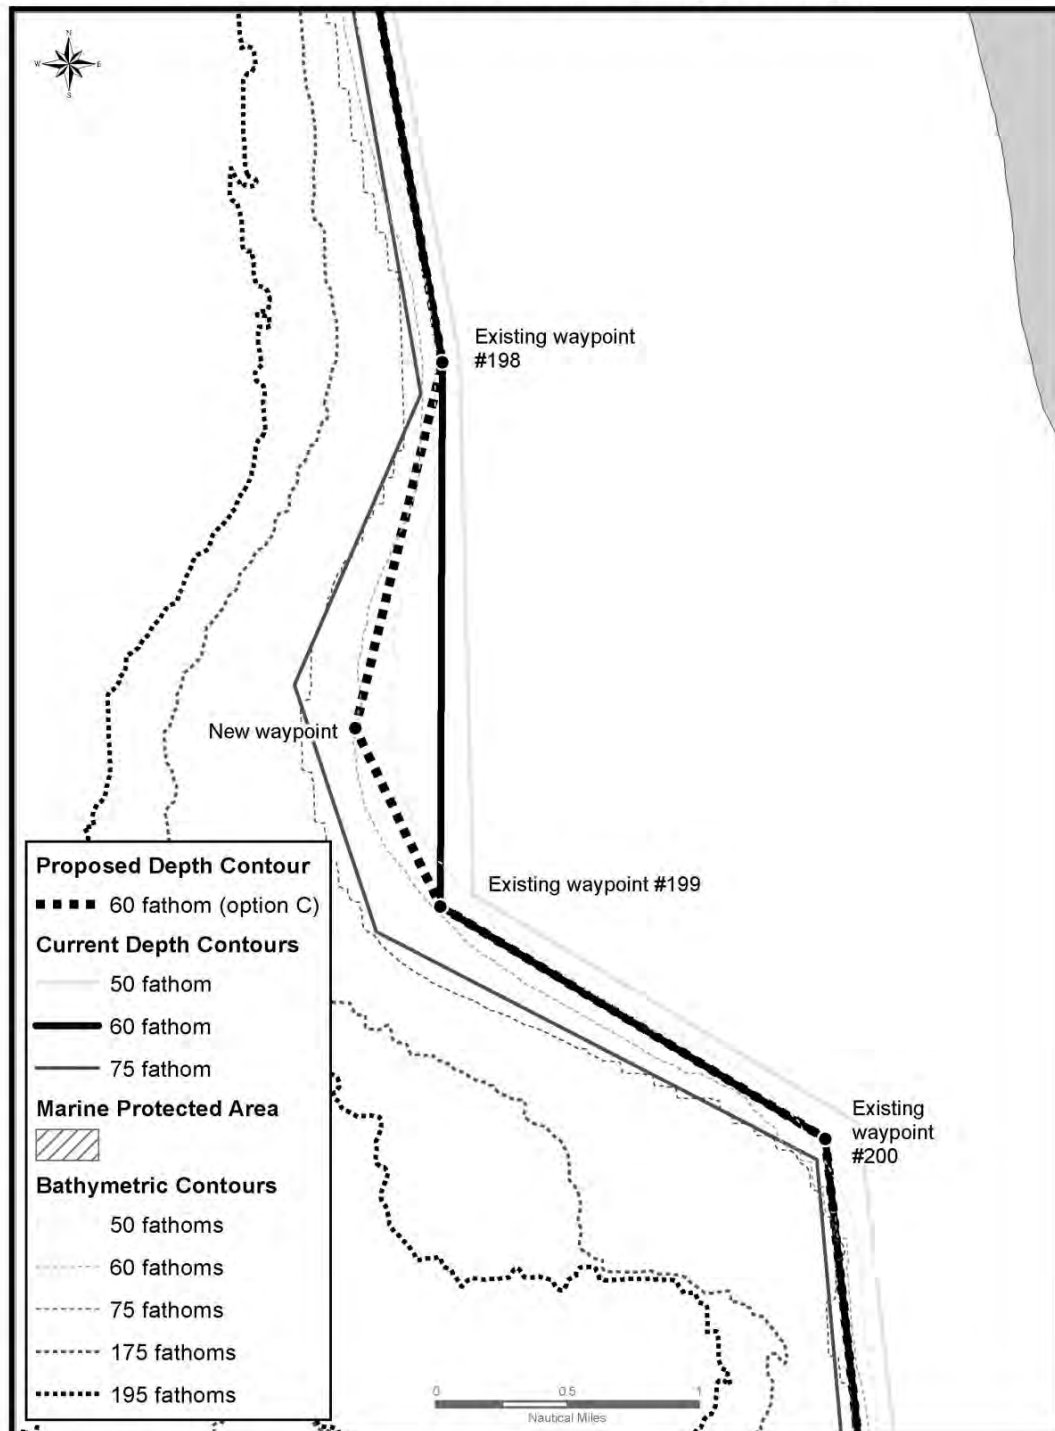 N
W E
S
Existing waypoint
#198
New waypoint
Existing waypoint #199
Existing
waypoint
#200
Proposed Depth Contour
60 fathom (option C)
Current Depth Contours
50 fathom
60 fathom
75 fathom
Marine Protected Area
Bathymetric Contours
50 fathoms
60 fathoms
75 fathoms
175 fathoms
195 fathoms
0 0.5 1
Nautical Miles